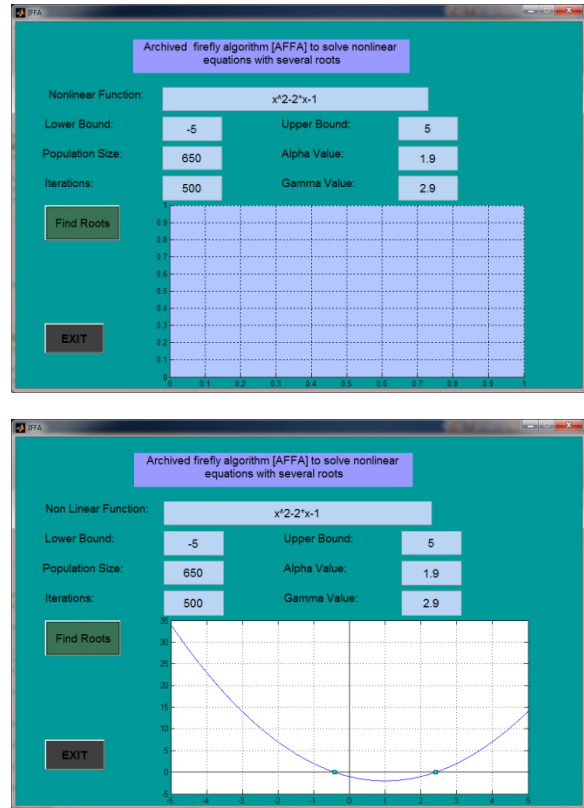 IFFA
Archived firefly algorithm [AFFA] to solve nonlinear
equations with several roots
Nonlinear Function: x^2-2*x-1
Lower Bound: -5 Upper Bound: 5
Population Size: 650 Alpha Value: 1.9
Iterations: 500 Gamma Value: 2.9
Find Roots
EXIT
1
0.9
0.8
0.7
0.6
0.5
0.4
0.3
0.2
0.1
0
0 0.1 0.2 0.3 0.4 0.5 0.6 0.7 0.8 0.9 1
IFFA
Archived firefly algorithm [AFFA] to solve nonlinear
equations with several roots
Non Linear Function: x^2-2*x-1
Lower Bound: -5 Upper Bound: 5
Population Size: 650 Alpha Value: 1.9
Iterations: 500 Gamma Value: 2.9
Find Roots
EXIT
35
30
25
20
15
10
5
0
-5
-5 -4 -3 -2 -1 0 1 2 3 4 5